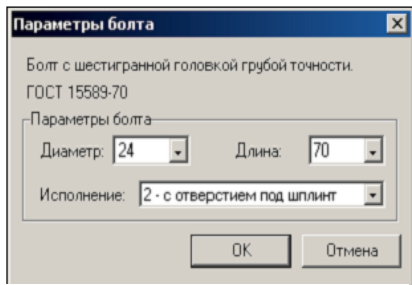 Параметры болта
Болт с шестигранной головкой грубой точности.
ГОСТ 15589-70
Параметры болта
Диаметр: 24 Длина: 70
Исполнение: 2 - с отверстием под шплинт
OK Отмена